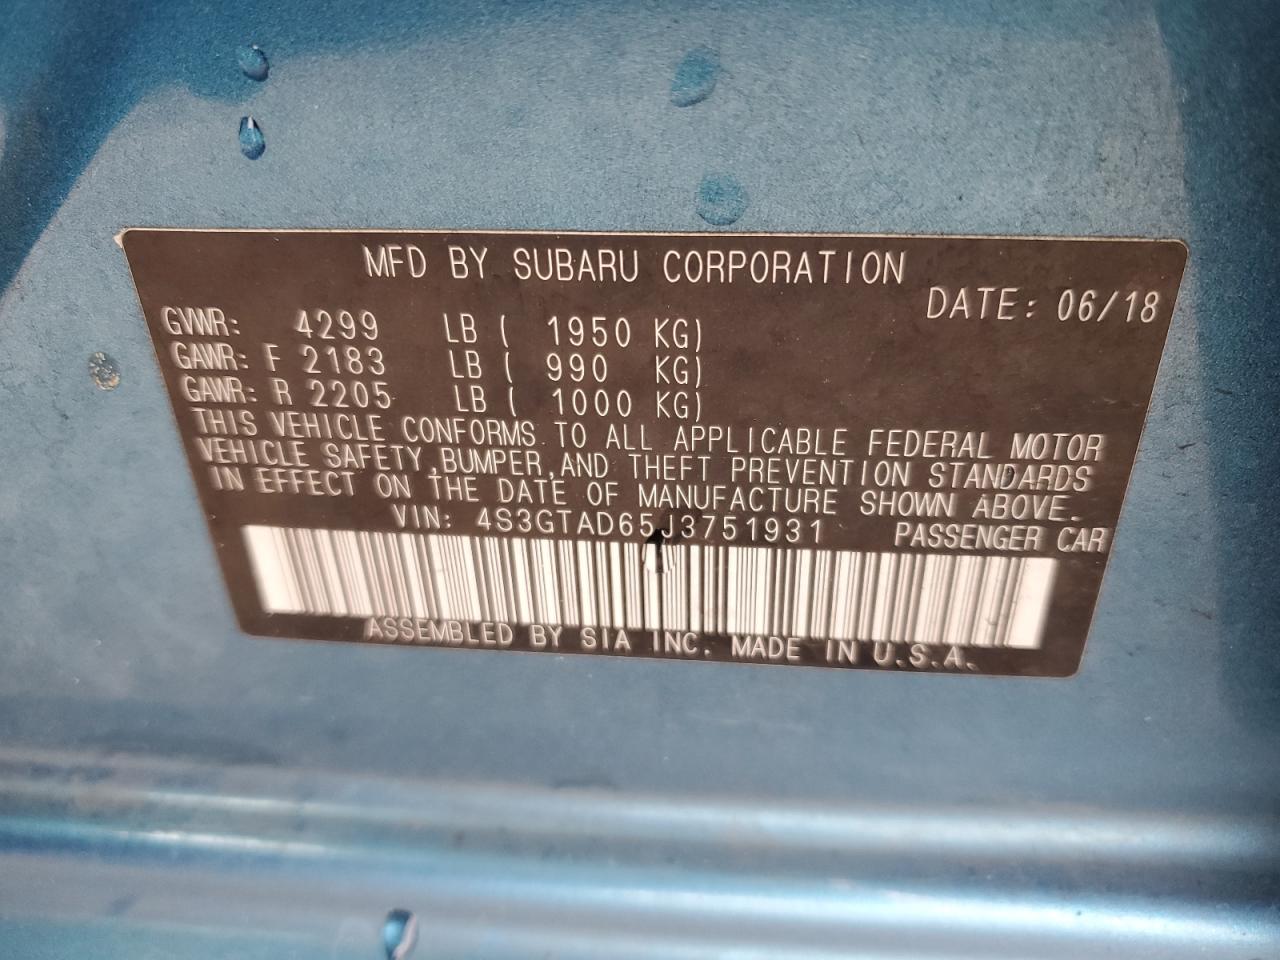 MFD BY SUBARU CORPORATION
DATE: 06/18
GVWR: 4299 LB ( 1950 KG)
GAWR: F 2183 LB ( 990 KG)
GAWR: R 2205 LB ( 1000 KG)
THIS VEHICLE CONFORMS TO ALL APPLICABLE FEDERAL MOTOR
VEHICLE SAFETY,BUMPER,AND THEFT PREVENTION STANDARDS
IN EFFECT ON THE DATE OF MANUFACTURE SHOWN ABOVE.
VIN: 4S3GTAD65J3751931 PASSENGER CAR
ASSEMBLED BY SIA INC. MADE IN U.S.A.